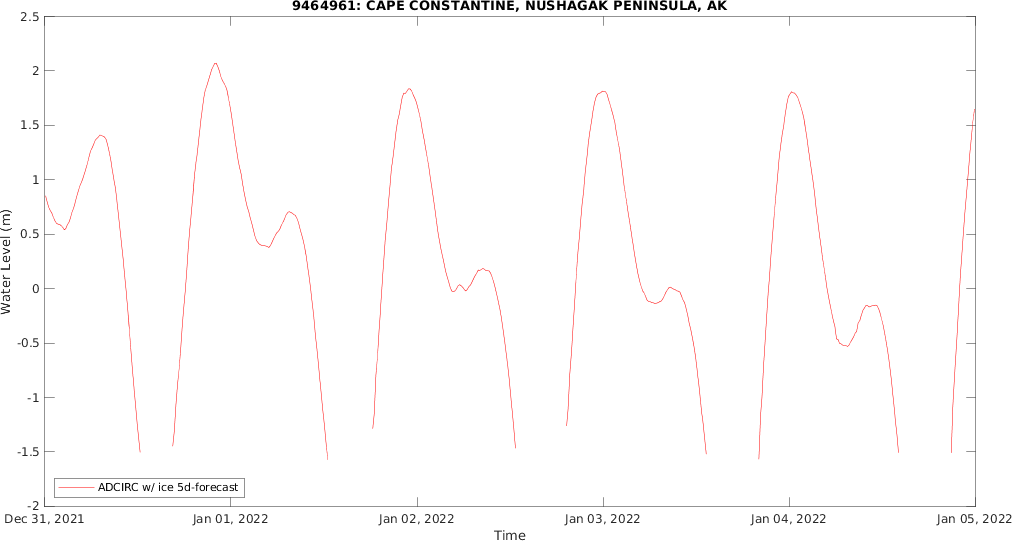 9464961: CAPE CONSTANTINE, NUSHAGAK PENINSULA, AK
2.5
2
1.5
1
0.5
0
-0.5
-1
-1.5
-2
Water Level (m)
ADCIRC w/ ice 5d-forecast
Dec 31, 2021 Jan 01, 2022 Jan 02, 2022 Jan 03, 2022 Jan 04, 2022 Jan 05, 2022
Time